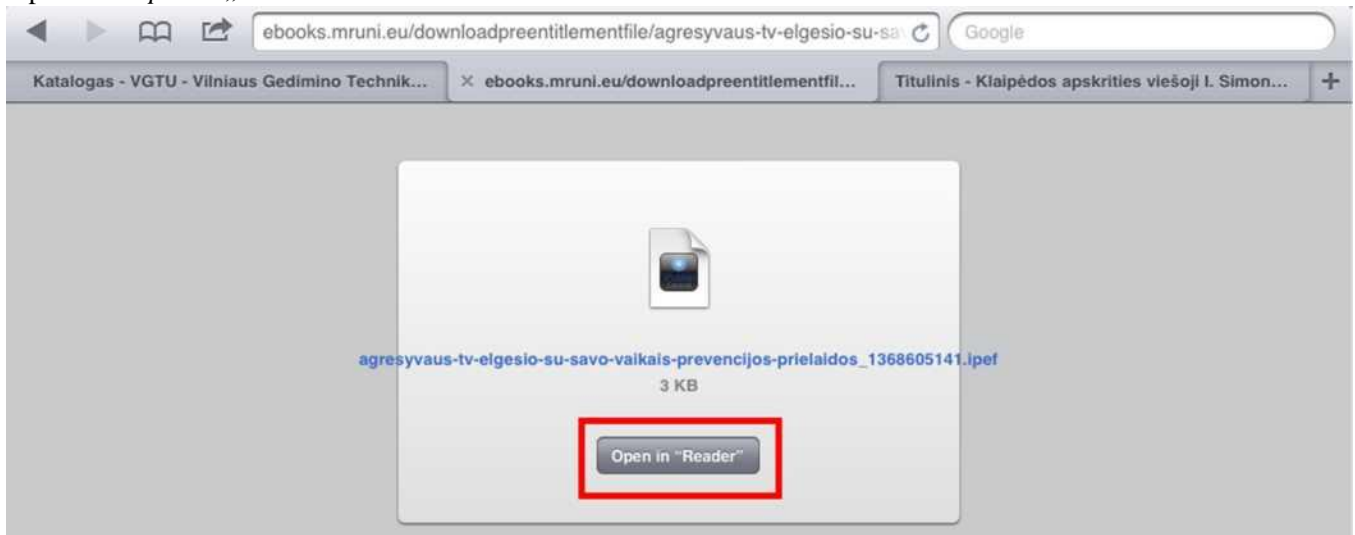 ebooks.mruni.eu/downloadpreentitlementfile/agresyvaus-tv-elgesio-su-sa
Google
Katalogas - VGTU - Vilniaus Gedimino Technik...
ebooks.mruni.eu/downloadpreentitlementfil...
Titulinis - Klaipėdos apskrities viešoji I. Simon...
agresyvaus-tv-elgesio-su-savo-vaikais-prevencijos-prielaidos_1368605141.ipef
3 KB
Open in “Reader”